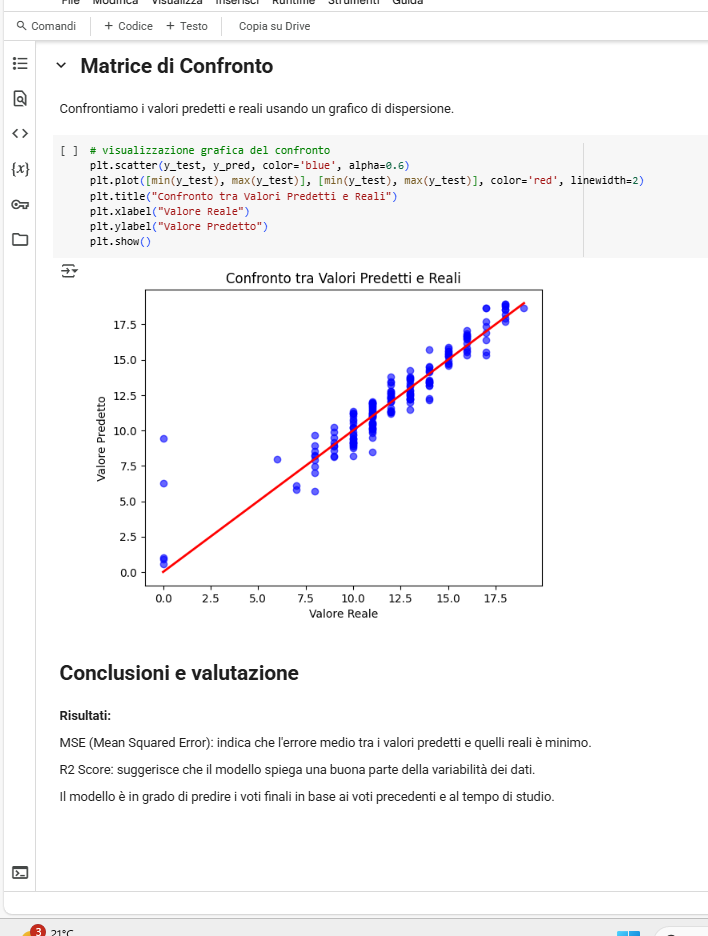 File Modifica Visualizza Inserisci Runtime Strumenti Guida
Comandi + Codice + Testo Copia su Drive
Matrice di Confronto
Confrontiamo i valori predetti e reali usando un grafico di dispersione.
[ ] # visualizzazione grafica del confronto
plt.scatter(y_test, y_pred, color='blue', alpha=0.6)
plt.plot([min(y_test), max(y_test)], [min(y_test), max(y_test)], color='red', linewidth=2)
plt.title("Confronto tra Valori Predetti e Reali")
plt.xlabel("Valore Reale")
plt.ylabel("Valore Predetto")
plt.show()
{x}
Confronto tra Valori Predetti e Reali
17.5
15.0
12.5
10.0
7.5
5.0
2.5
0.0
Valore Predetto
0.0 2.5 5.0 7.5 10.0 12.5 15.0 17.5
Valore Reale
Conclusioni e valutazione
Risultati:
MSE (Mean Squared Error): indica che l'errore medio tra i valori predetti e quelli reali è minimo.
R2 Score: suggerisce che il modello spiega una buona parte della variabilità dei dati.
Il modello è in grado di predire i voti finali in base ai voti precedenti e al tempo di studio.
3 21°C